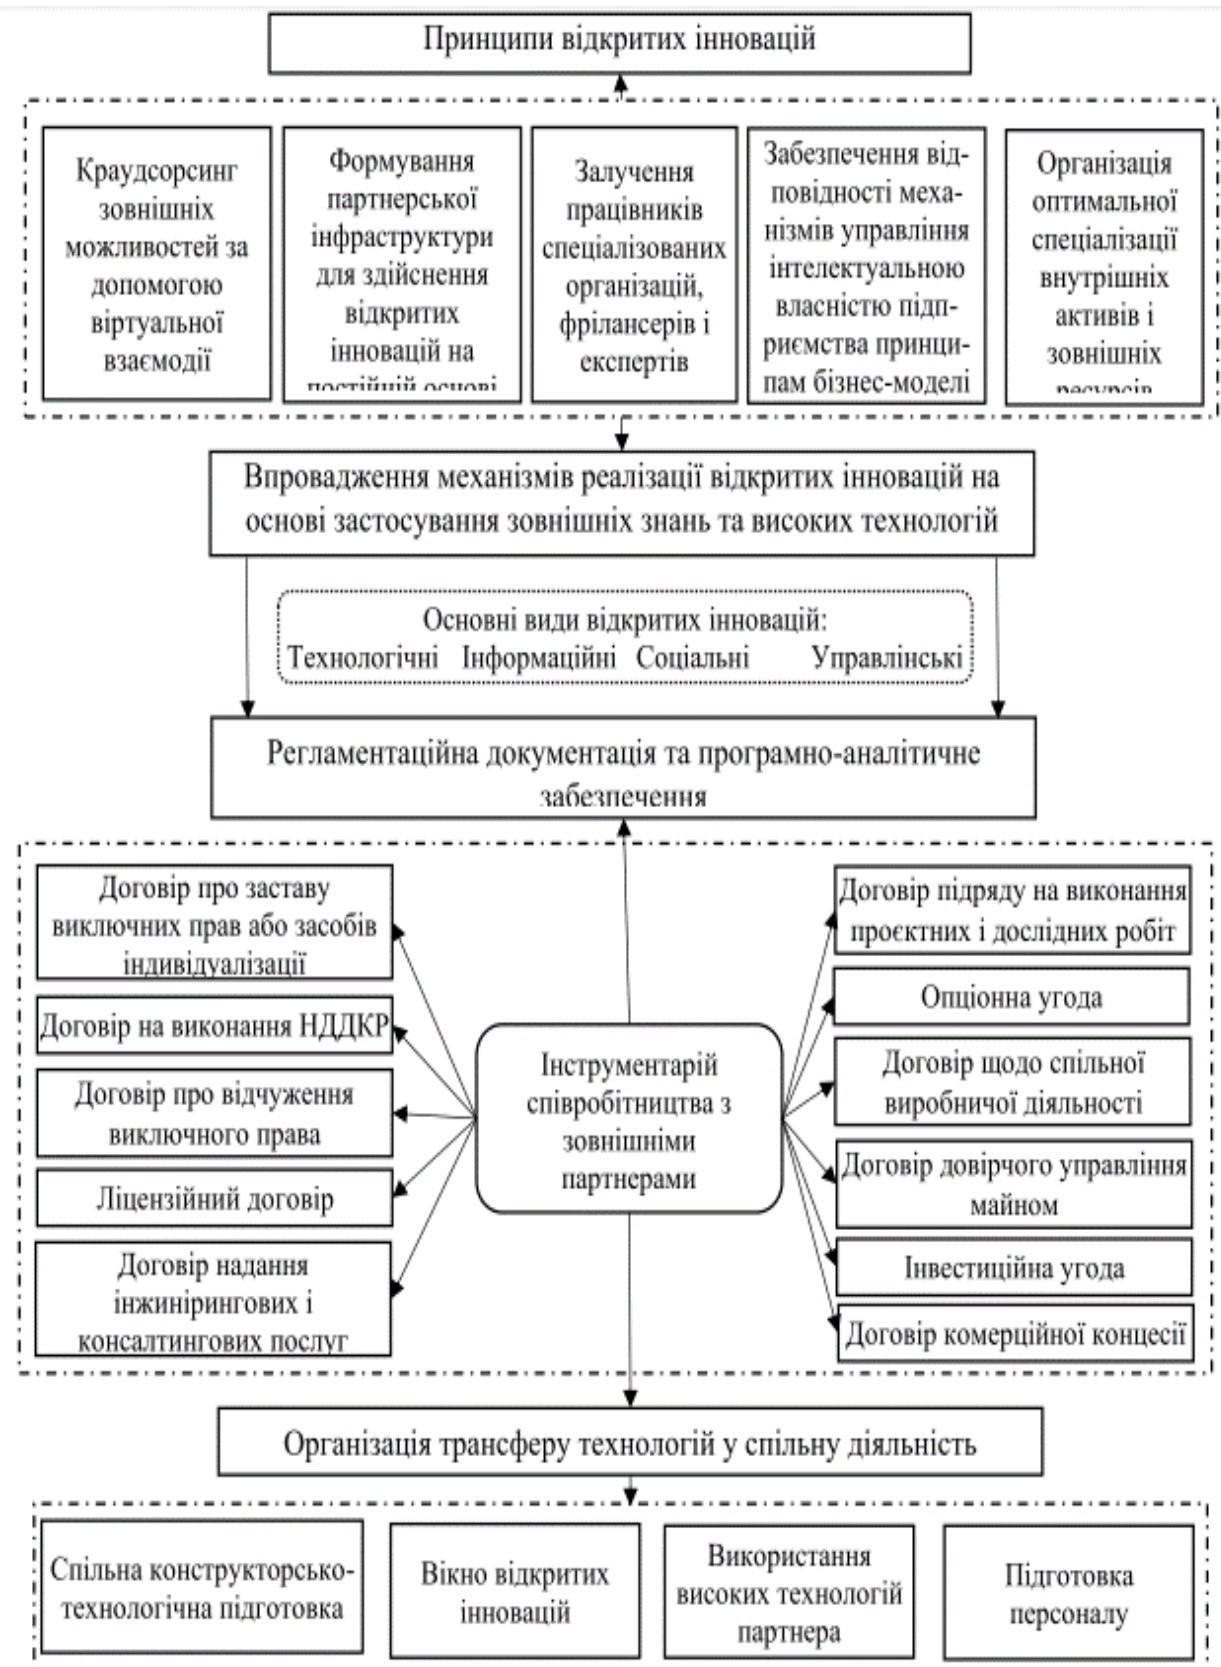 Принципи відкритих інновацій
Краудсорсинг
зовнішніх
можливостей за
допомогою
віртуальної
взаємодії
Формування
партнерської
інфраструктури
для здійснення
відкритих
інновацій на
постійній основі
Залучення
працівників
спеціалізованих
організацій,
фрілансерів і
експертів
Забезпечення від-
повідності меха-
нізмів управління
інтелектуальною
власністю підп-
риємства принци-
пам бізнес-моделі
Організація
оптимальної
спеціалізації
внутрішніх
активів і
зовнішніх
ресурсів
Впровадження механізмів реалізації відкритих інновацій на
основі застосування зовнішніх знань та високих технологій
Основні види відкритих інновацій:
Технологічні Інформаційні Соціальні Управлінські
Регламентаційна документація та програмно-аналітичне
забезпечення
Договір про заставу
виключних прав або засобів
індивідуалізації
Договір на виконання НДДКР
Договір про відчуження
виключного права
Ліцензійний договір
Договір надання
інжинірингових і
консалтингових послуг
Інструментарій
співробітництва з
зовнішніми
партнерами
Договір підряду на виконання
проєктних і дослідних робіт
Опціонна угода
Договір щодо спільної
виробничої діяльності
Договір довірчого управління
майном
Інвестиційна угода
Договір комерційної концесії
Організація трансферу технологій у спільну діяльність
Спільна конструкторсько-
технологічна підготовка
Вікно відкритих
інновацій
Використання
високих технологій
партнера
Підготовка
персоналу